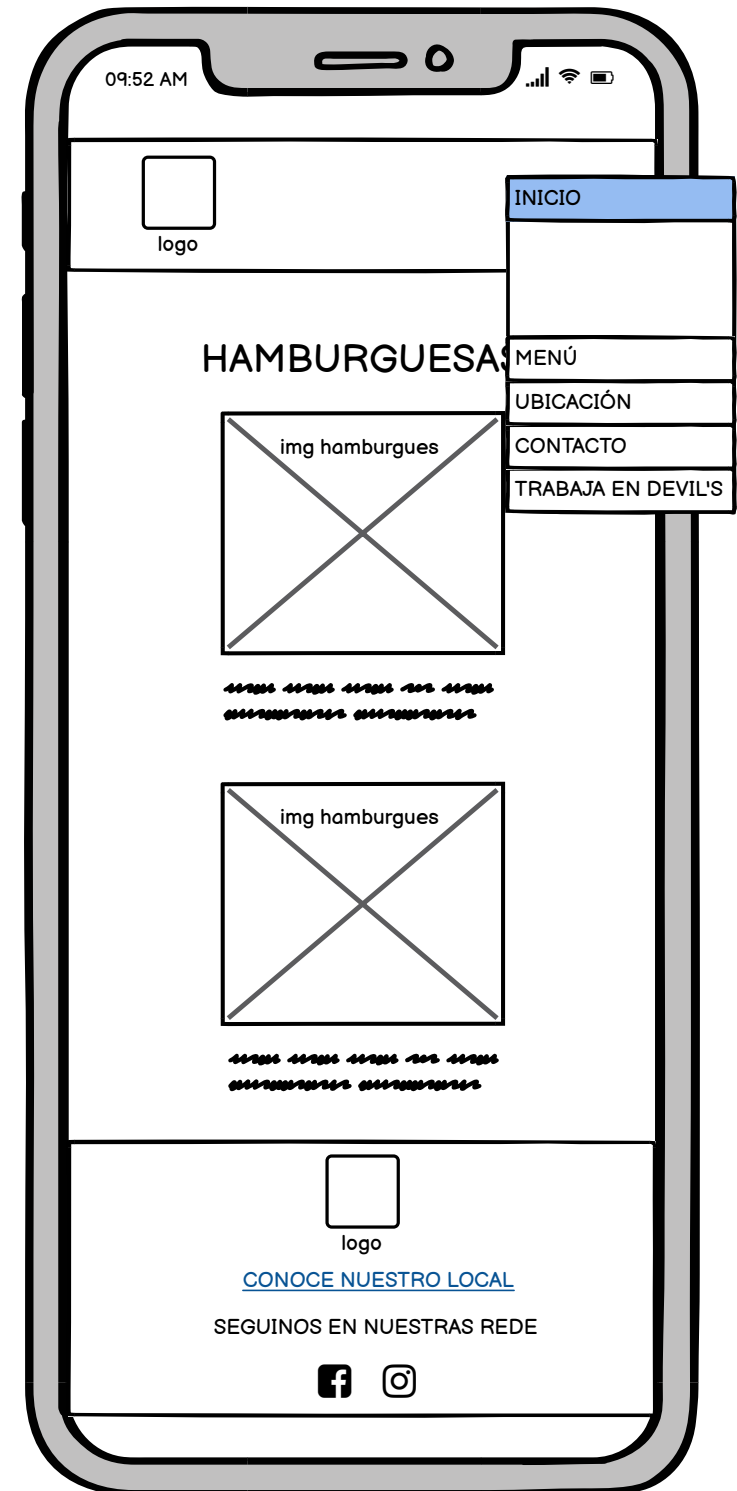 09:52 AM
logo
INICIO
MENÚ
UBICACIÓN
CONTACTO
TRABAJA EN DEVIL'S
HAMBURGUESAS
img hamburgues
img hamburgues
logo
CONOCE NUESTRO LOCAL
SEGUINOS EN NUESTRAS REDE